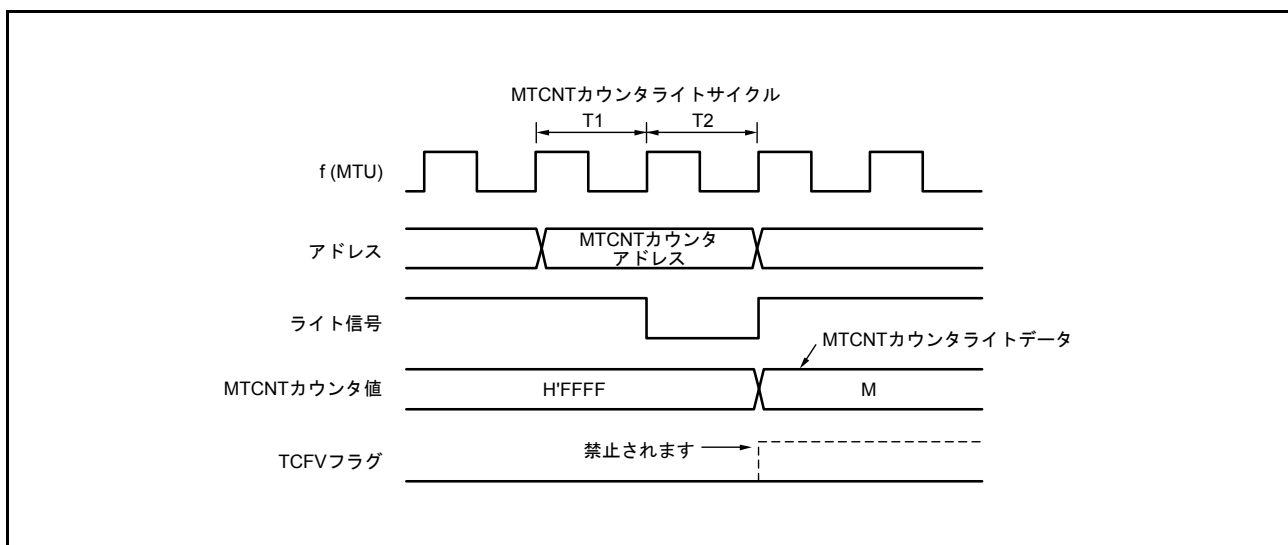 MTCNTカウンタライトサイクル
T1 T2
f (MTU)
アドレス
MTCNTカウンタ
アドレス
ライト信号
MTCNTカウンタライトデータ
MTCNTカウンタ値
H'FFFF
M
禁止されます
TCFVフラグ